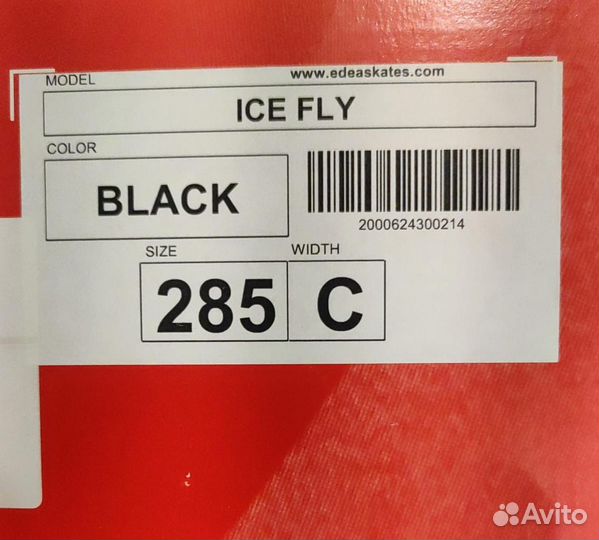 MODEL
www.edeaskates.com
ICE FLY
COLOR
BLACK
2000624300214
SIZE
WIDTH
285
C
Avito